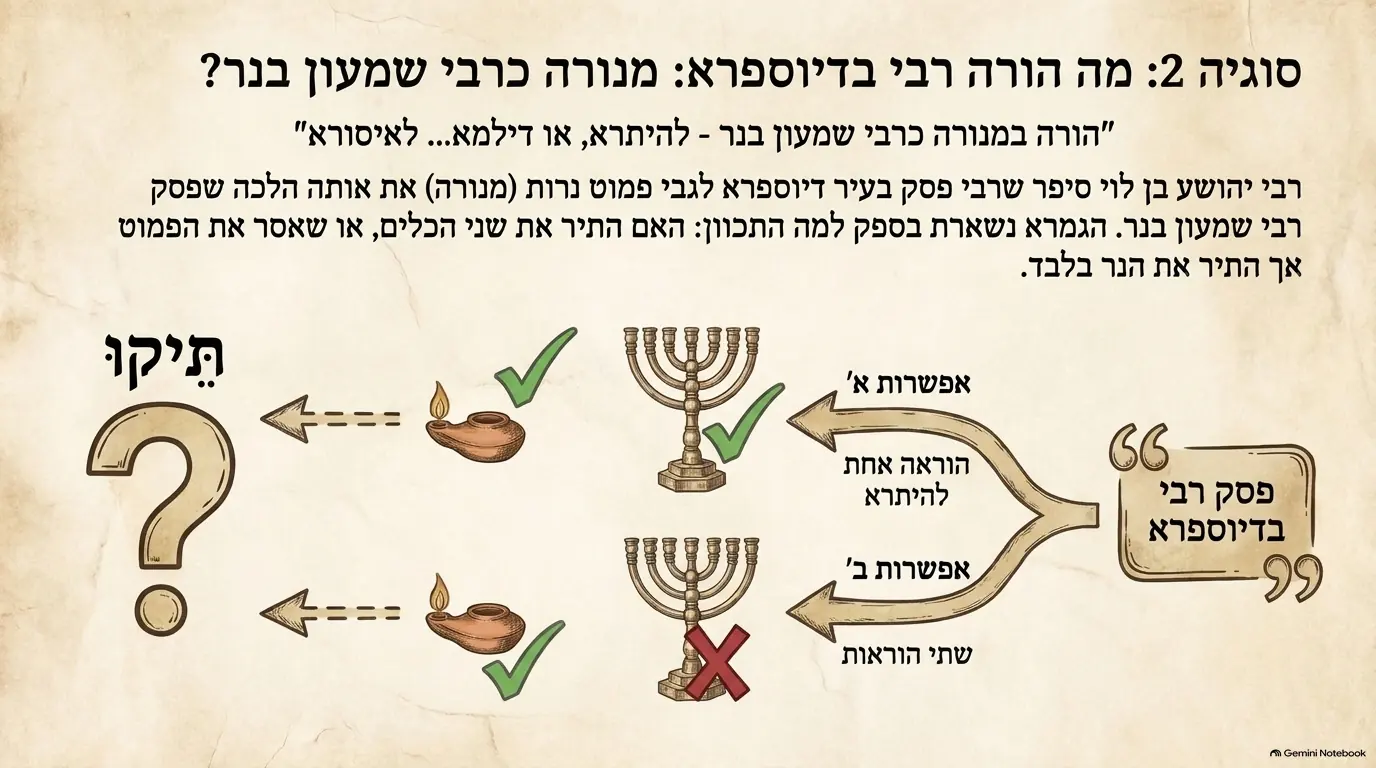 סוגיה 2: מה הורה רבי בדיוספרא: מנורה כרבי שמעון בנר?
"הורה במנורה כרבי שמעון בנר - להיתרא, או דילמא... לאיסורא"
רבי יהושע בן לוי סיפר שרבי פסק בעיר דיוספרא לגבי פמוט נרות (מנורה) את אותה הלכה שפסק
רבי שמעון בנר. הגמרא נשארת בספק למה התכוון: האם התיר את שני הכלים, או שאסר את הפמוט
אך התיר את הנר בלבד.
פסק רבי
בדיוספרא
אפשרות א'
הוראה אחת
להיתרא
אפשרות ב'
שתי הוראות
תֵּיקוּ
?
Gemini Notebook